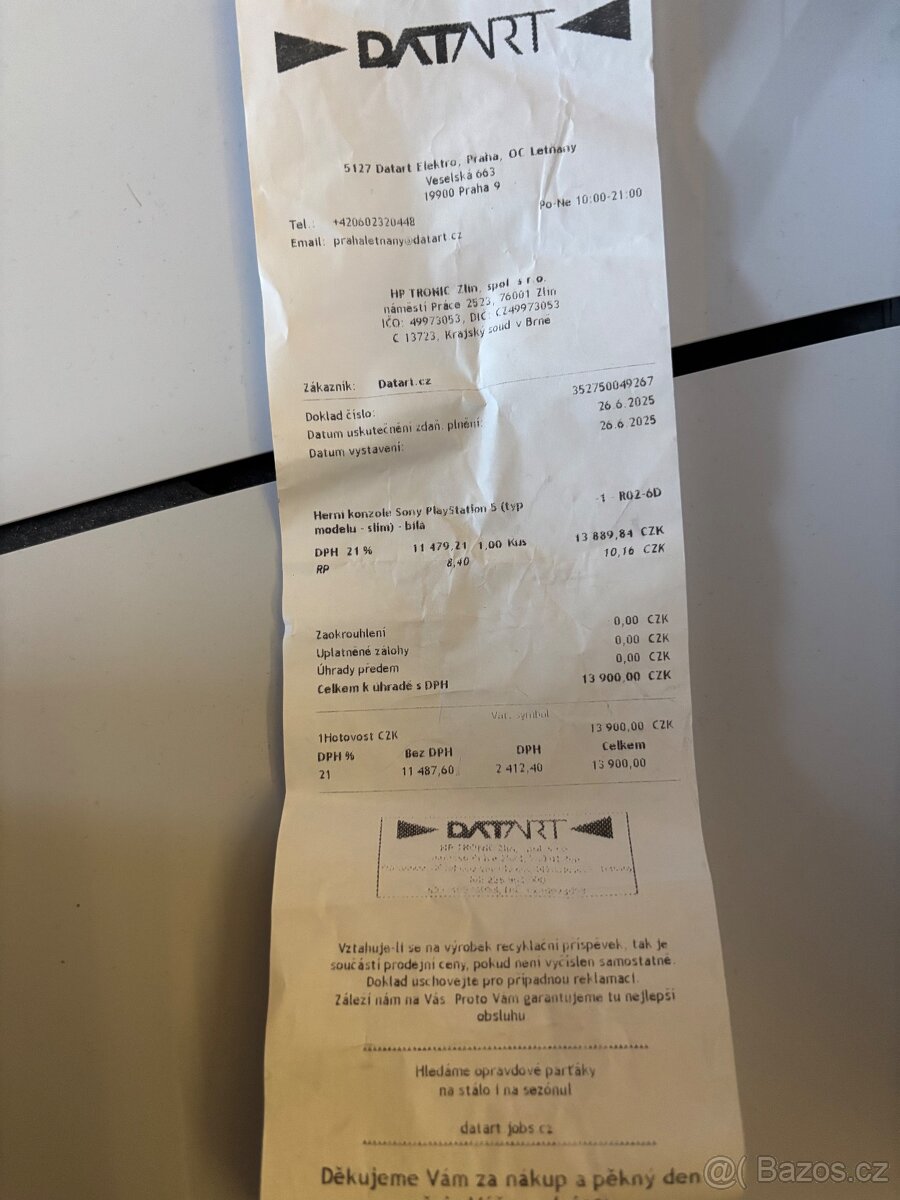 DATART
5127 Datart Elektro, Praha, OC Letňany
Veselská 663
19900 Praha 9
Po-Ne 10:00-21:00
Tel.: +420602320448
Email: prahaletnany@datart.cz
HP TRONIC Zlín, spol. s r.o.
náměstí Práce 2523, 76001 Zlín
IČO: 49973053, DIČ: CZ49973053
C 13723, Krajský soud v Brně
Zákazník: Datart.cz
Doklad číslo: 352750049267
Datum uskutečnění zdaň. plnění: 26.6.2025
Datum vystavení: 26.6.2025
Herní konzole Sony PlayStation 5 (typ -1 - R02-6D
modelu - slim) - bílá
DPH 21 % 11 479,21 1,00 Kus 13 889,84 CZK
RP 8,40 10,16 CZK
Zaokrouhlení 0,00 CZK
Uplatněné zálohy 0,00 CZK
Úhrady předem 0,00 CZK
Celkem k úhradě s DPH 13 900,00 CZK
Var. symbol
1Hotovost CZK 13 900,00 CZK
DPH % Bez DPH DPH Celkem
21 11 487,60 2 412,40 13 900,00
DATART
HP TRONIC Zlín, spol. s r.o.
Vztahuje-li se na výrobek recyklační příspěvek, tak je
součástí prodejní ceny, pokud není vyčíslen samostatně.
Doklad uschovejte pro případnou reklamaci.
Záleží nám na Vás. Proto Vám garantujeme tu nejlepší
obsluhu
Hledáme opravdové parťáky
na stálo i na sezónu!
datart jobs.cz
Děkujeme Vám za nákup a pěkný den
@( Bazos.cz